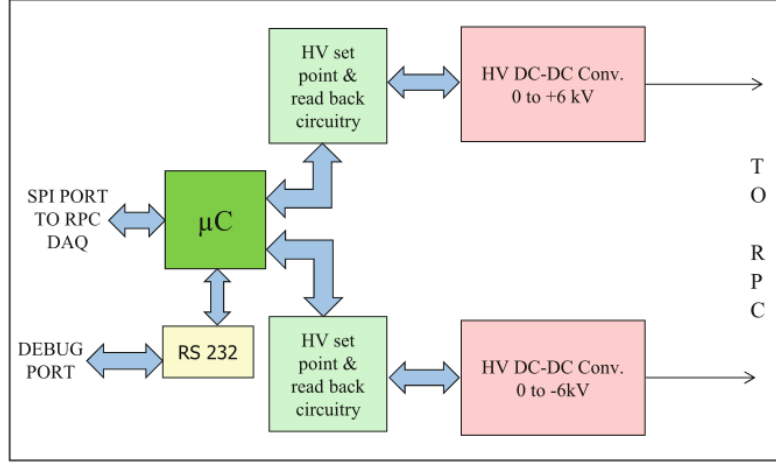 HV set
point &
read back
circuitry
HV DC-DC Conv.
0 to +6 kV
SPI PORT
TO RPC
DAQ
µC
T
O
R
P
C
DEBUG
PORT
RS 232
HV set
point &
read back
circuitry
HV DC-DC Conv.
0 to -6kV